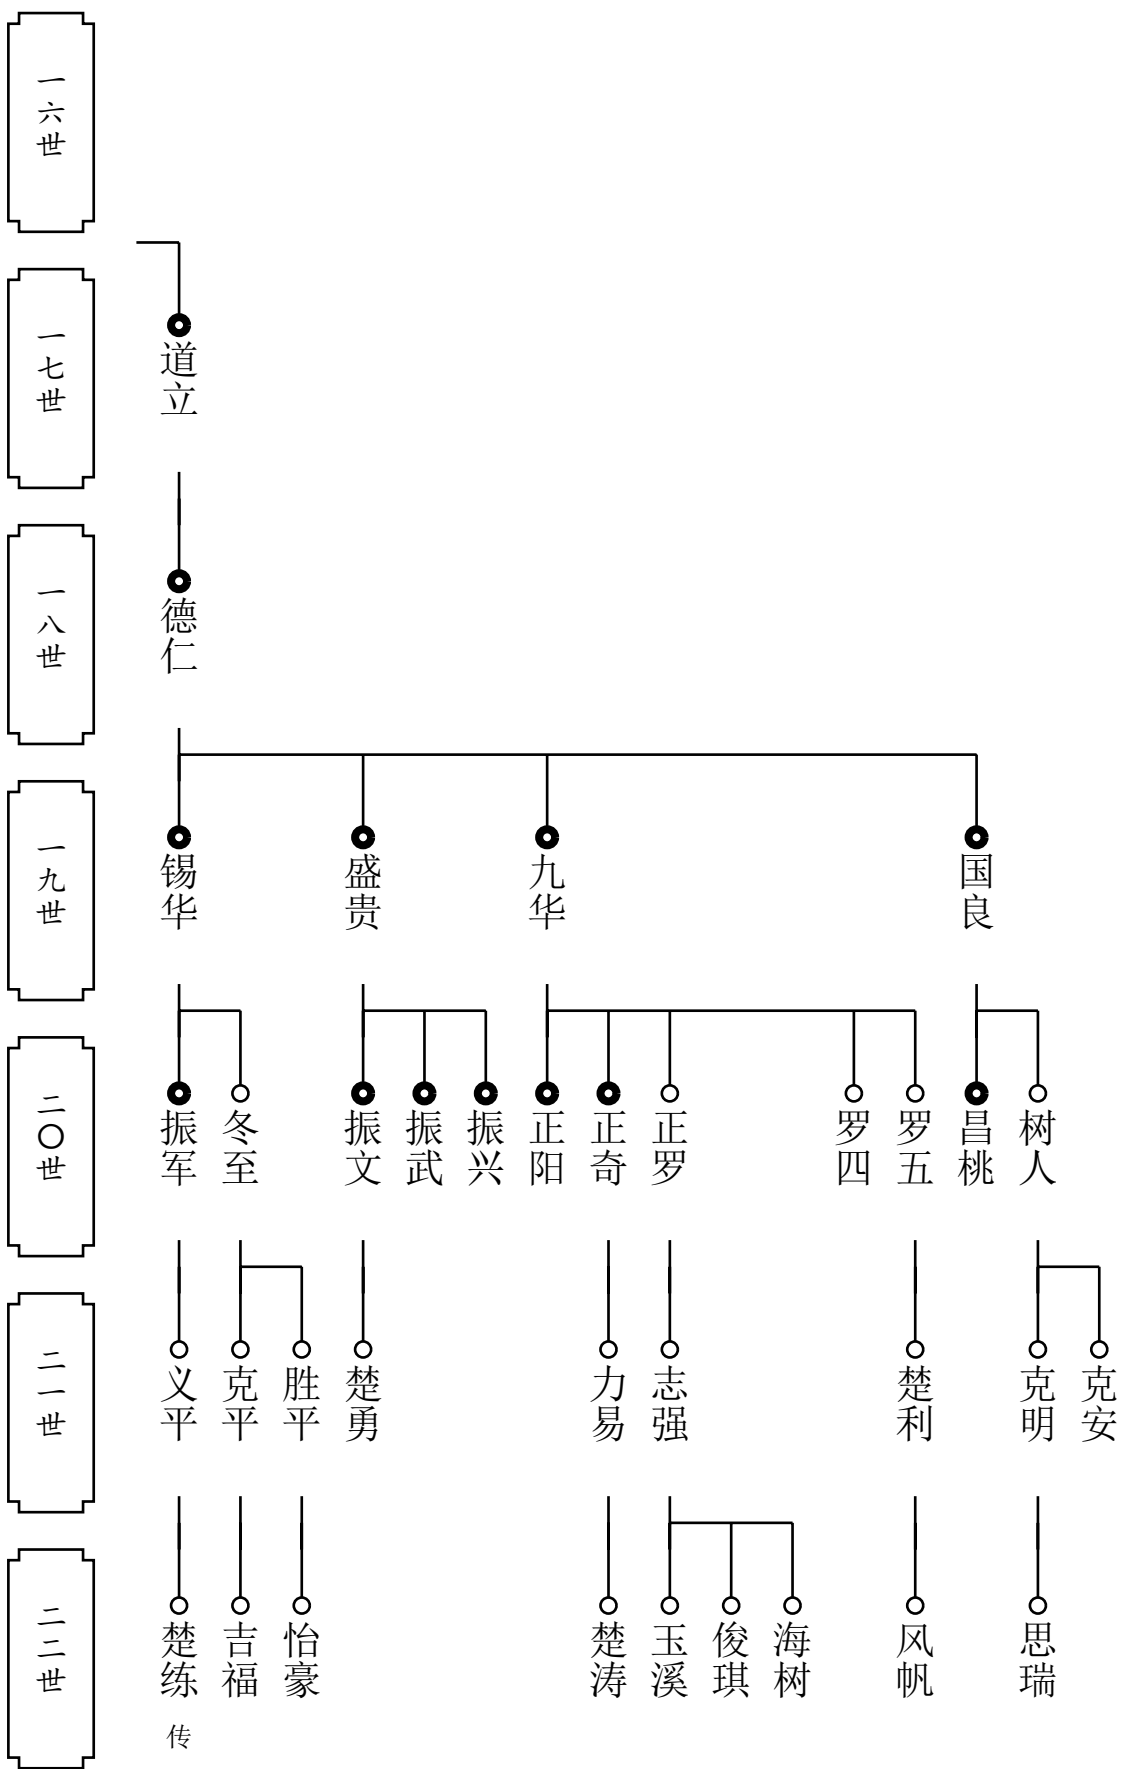 一六世
一七世
道立
一八世
德仁
一九世
锡华
盛贵
九华
国良
二〇世
振军
冬至
振文
振武
振兴
正阳
正奇
正罗
罗四
罗五
昌桃
树人
二一世
义平
克平
胜平
楚勇
力易
志强
楚利
克明
克安
二二世
楚练
吉福
怡豪
楚涛
玉溪
俊琪
海树
风帆
思瑞
传